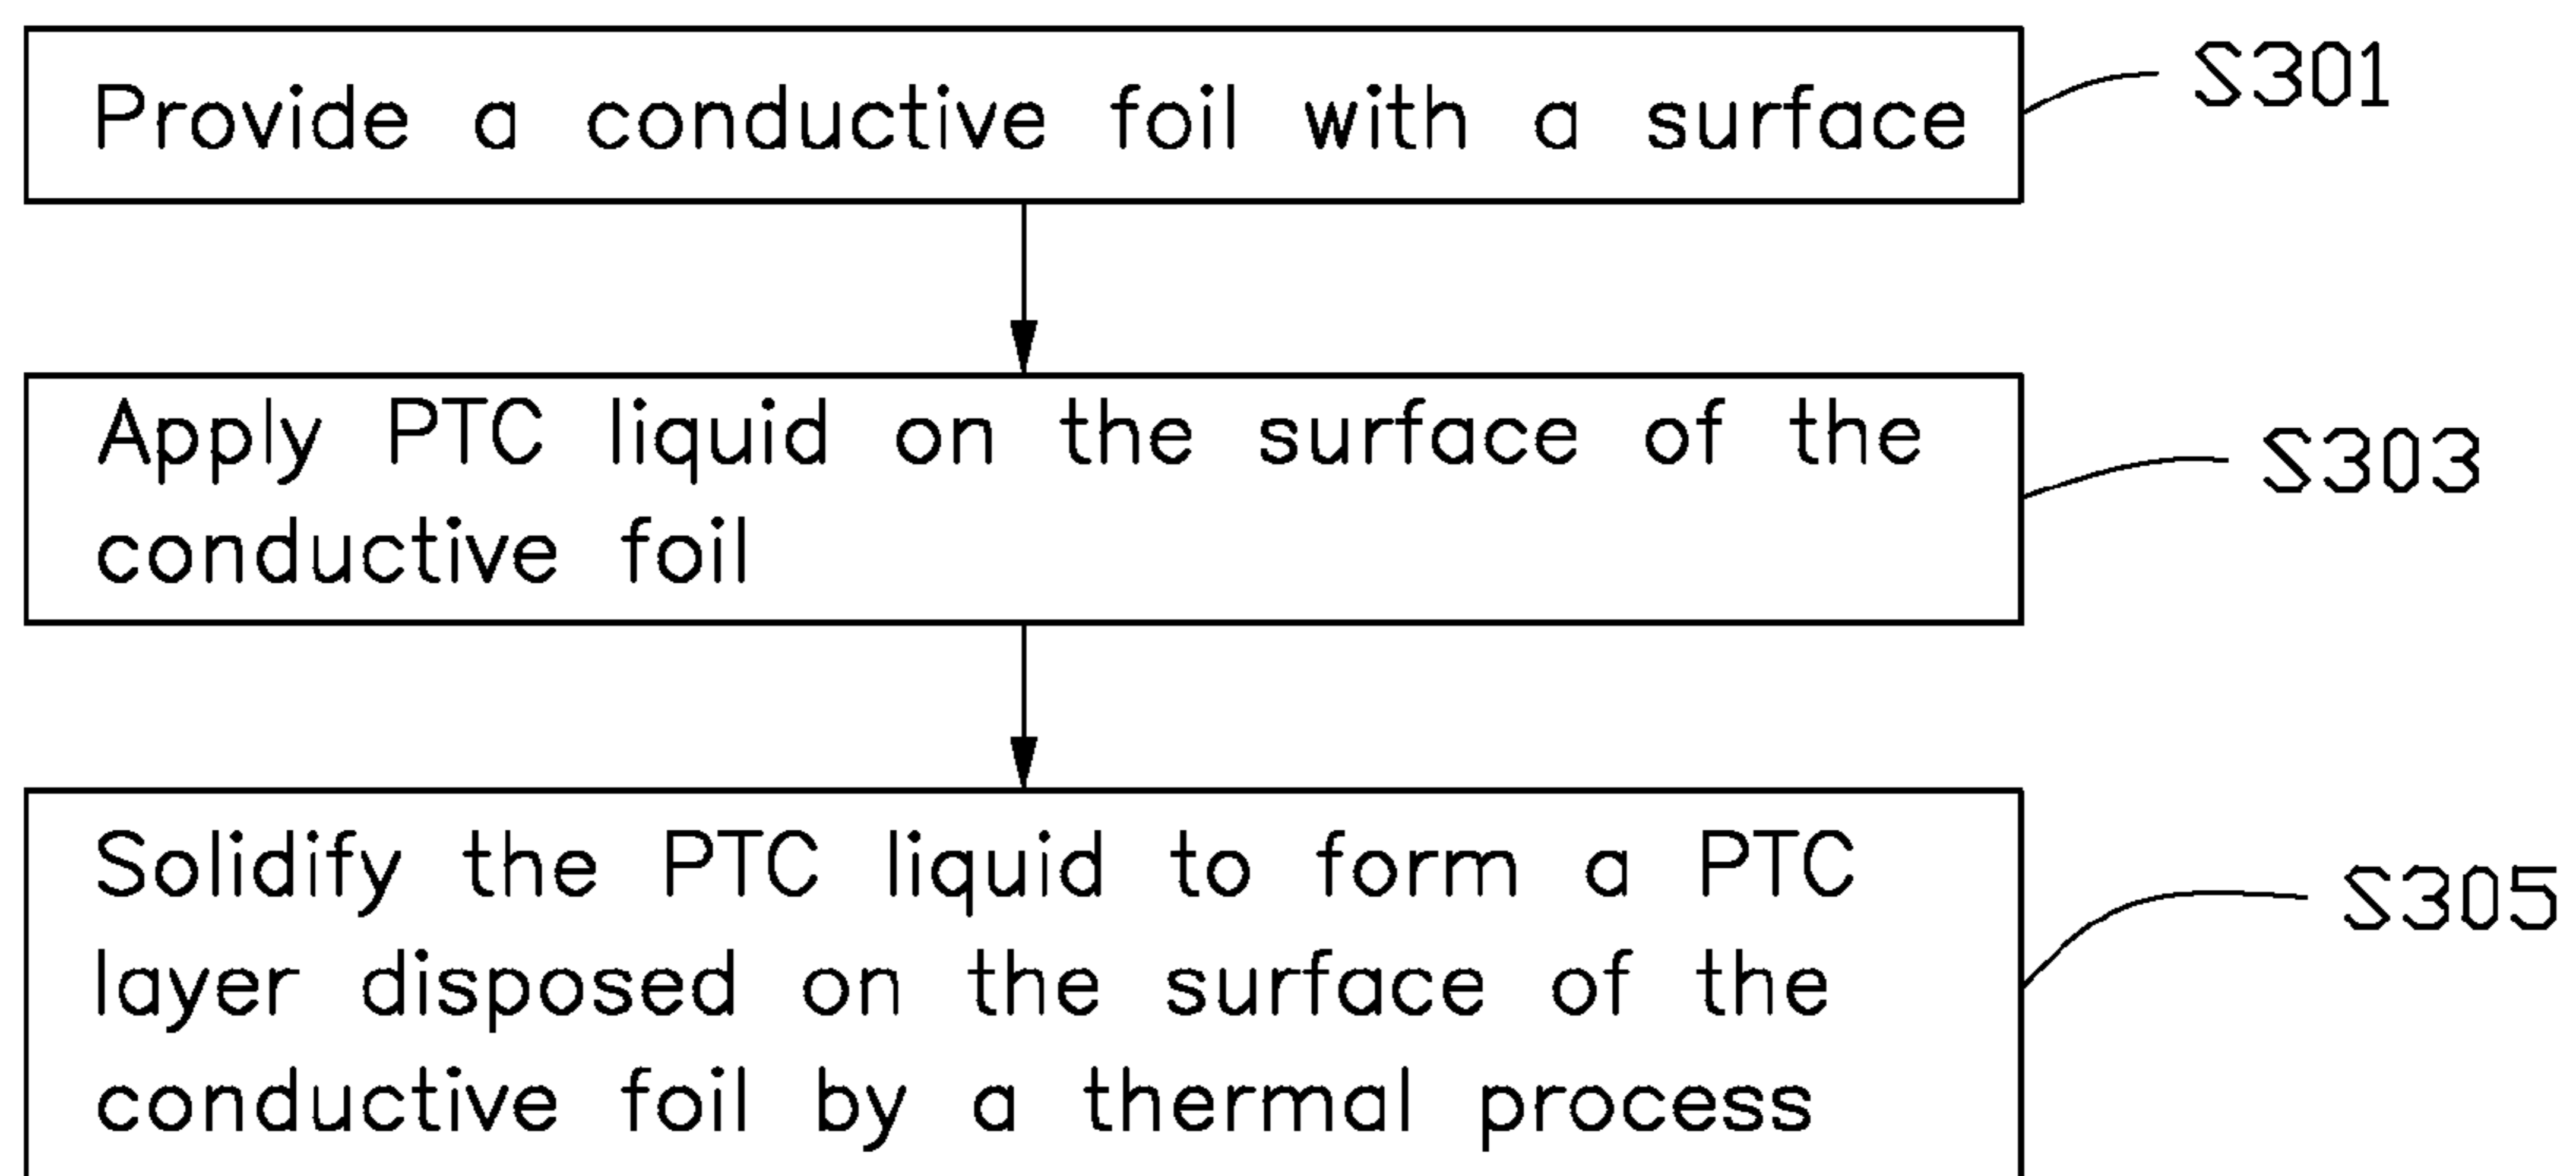 Provide a conductive foil with a surface
S301
Apply PTC liquid on the surface of the
conductive foil
S303
Solidify the PTC liquid to form a PTC
layer disposed on the surface of the
conductive foil by a thermal process
S305